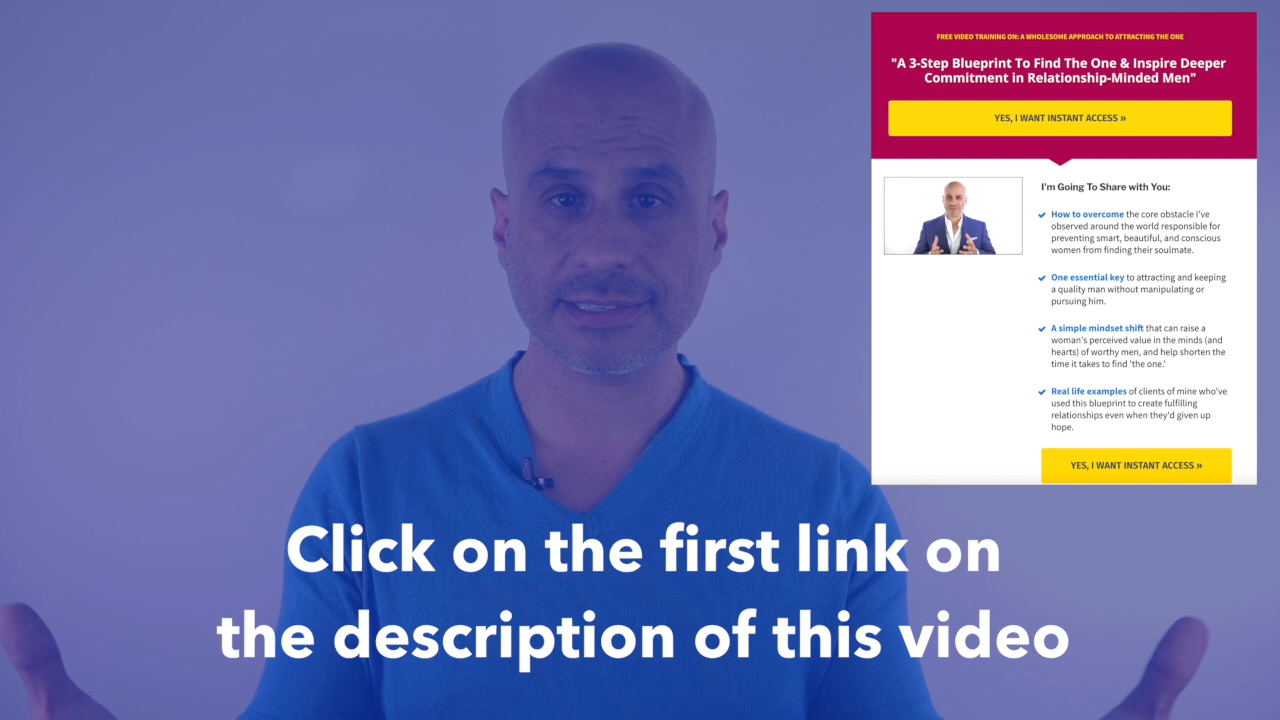 FREE VIDEO TRAINING ON: A WHOLESOME APPROACH TO ATTRACTING THE ONE
"A 3-Step Blueprint To Find The One & Inspire Deeper
Commitment in Relationship-Minded Men"
YES, I WANT INSTANT ACCESS »
I'm Going To Share with You:
How to overcome the core obstacle I've
observed around the world responsible for
preventing smart, beautiful, and conscious
women from finding their soulmate.
One essential key to attracting and keeping
a quality man without manipulating or
pursuing him.
A simple mindset shift that can raise a
woman's perceived value in the minds (and
hearts) of worthy men, and help shorten the
time it takes to find 'the one.'
Real life examples of clients of mine who've
used this blueprint to create fulfilling
relationships even when they'd given up
hope.
YES, I WANT INSTANT ACCESS »
Click on the first link on
the description of this video